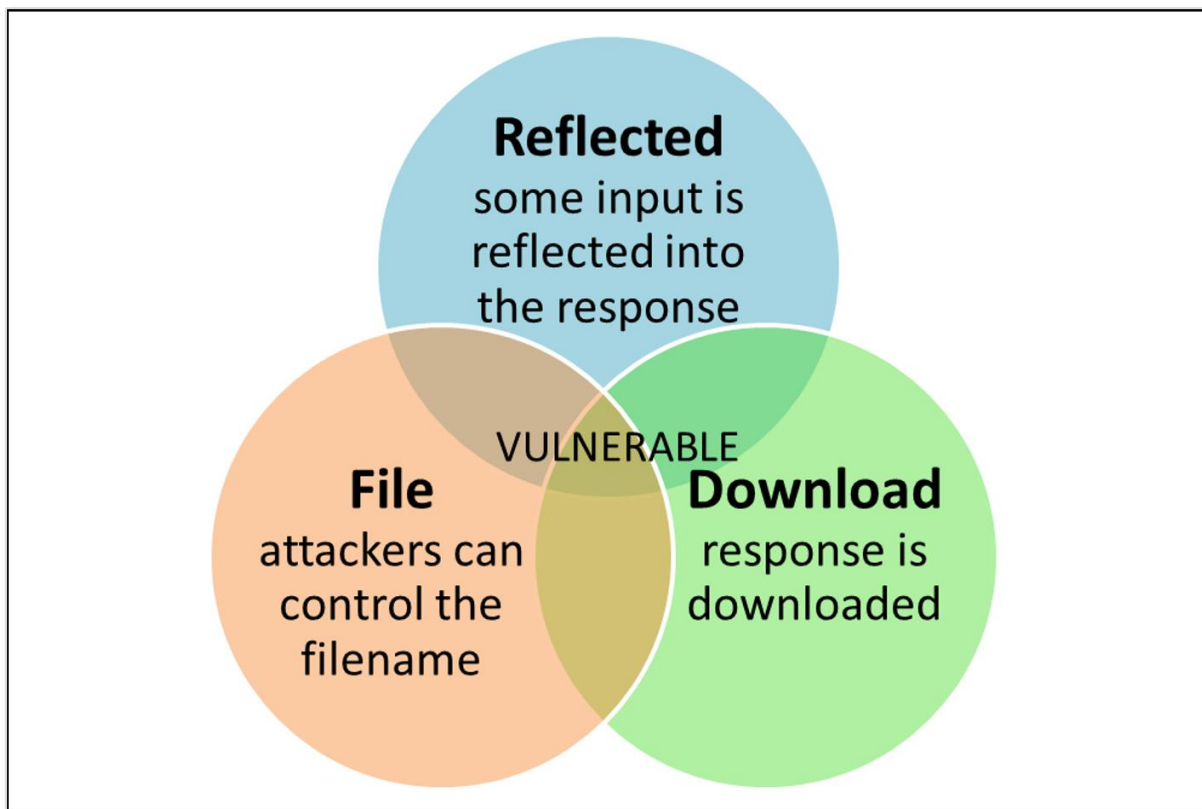 Reflected
some input is
reflected into
the response
VULNERABLE
File
attackers can
control the
filename
Download
response is
downloaded